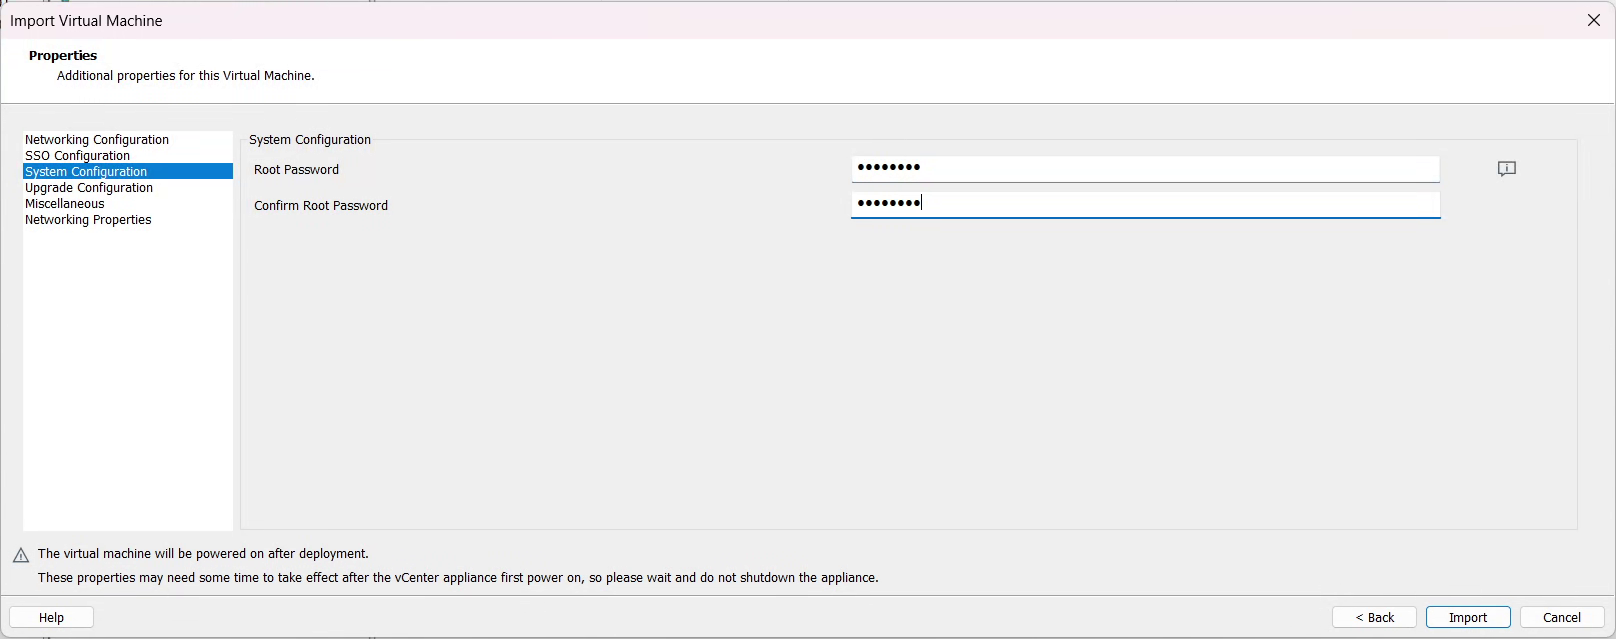 Import Virtual Machine
Properties
Additional properties for this Virtual Machine.
Networking Configuration
SSO Configuration
System Configuration
Upgrade Configuration
Miscellaneous
Networking Properties
System Configuration
Root Password ••••••••
Confirm Root Password ••••••••
The virtual machine will be powered on after deployment.
These properties may need some time to take effect after the vCenter appliance first power on, so please wait and do not shutdown the appliance.
Help < Back Import Cancel